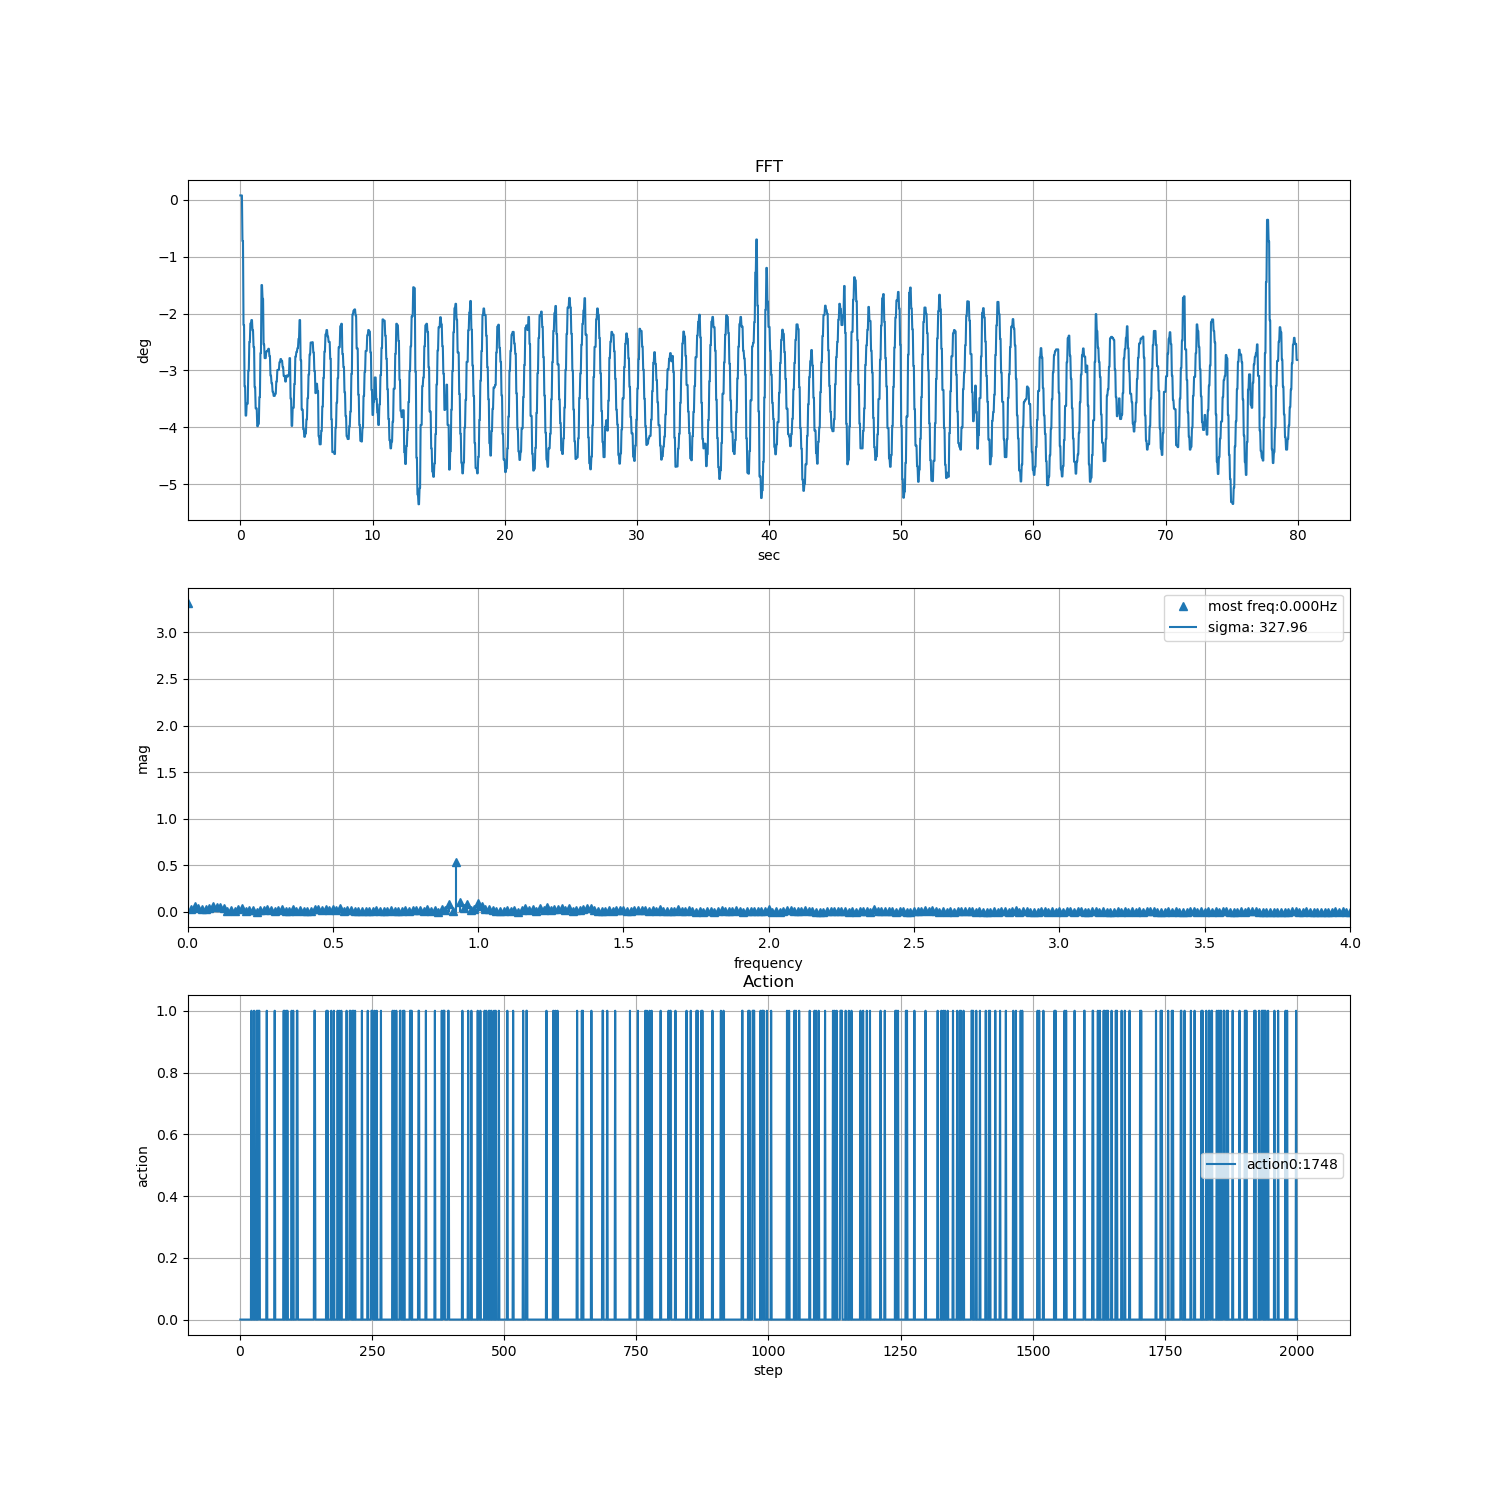 FFT
0
−1
−2
−3
−4
−5
deg
0 10 20 30 40 50 60 70 80
sec
most freq:0.000Hz
sigma: 327.96
3.0
2.5
2.0
1.5
1.0
0.5
0.0
mag
0.0 0.5 1.0 1.5 2.0 2.5 3.0 3.5 4.0
frequency
Action
1.0
0.8
0.6
0.4
0.2
0.0
action
action0:1748
0 250 500 750 1000 1250 1500 1750 2000
step